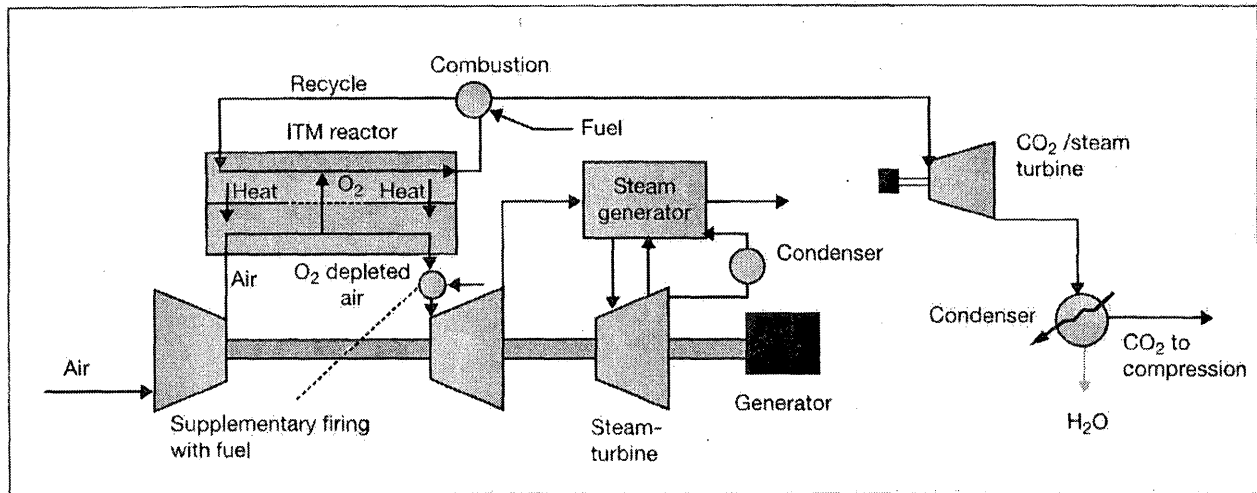 Combustion
Recycle
Fuel
ITM reactor
CO₂ /steam
turbine
Heat
O₂
Heat
Steam
generator
Condenser
Air
O₂ depleted
air
Condenser
CO₂ to
compression
Air
Generator
Supplementary firing
with fuel
Steam-
turbine
H₂O